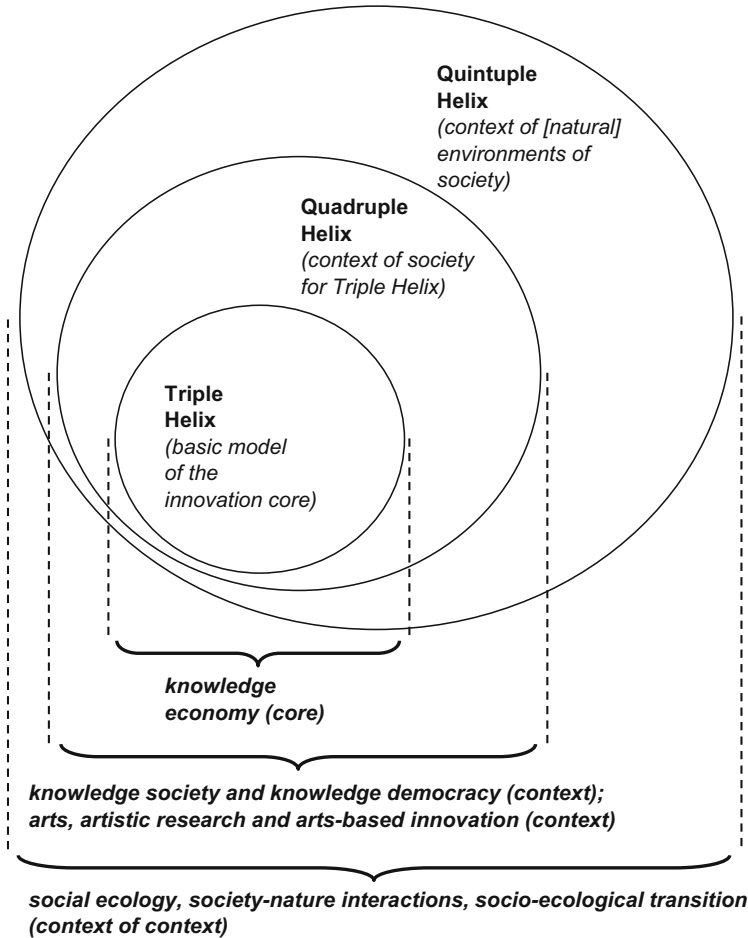 Quintuple
Helix
(context of [natural]
environments of
society)
Quadruple
Helix
(context of society
for Triple Helix)
Triple
Helix
(basic model
of the
innovation core)
knowledge
economy (core)
knowledge society and knowledge democracy (context);
arts, artistic research and arts-based innovation (context)
social ecology, society-nature interactions, socio-ecological transition
(context of context)